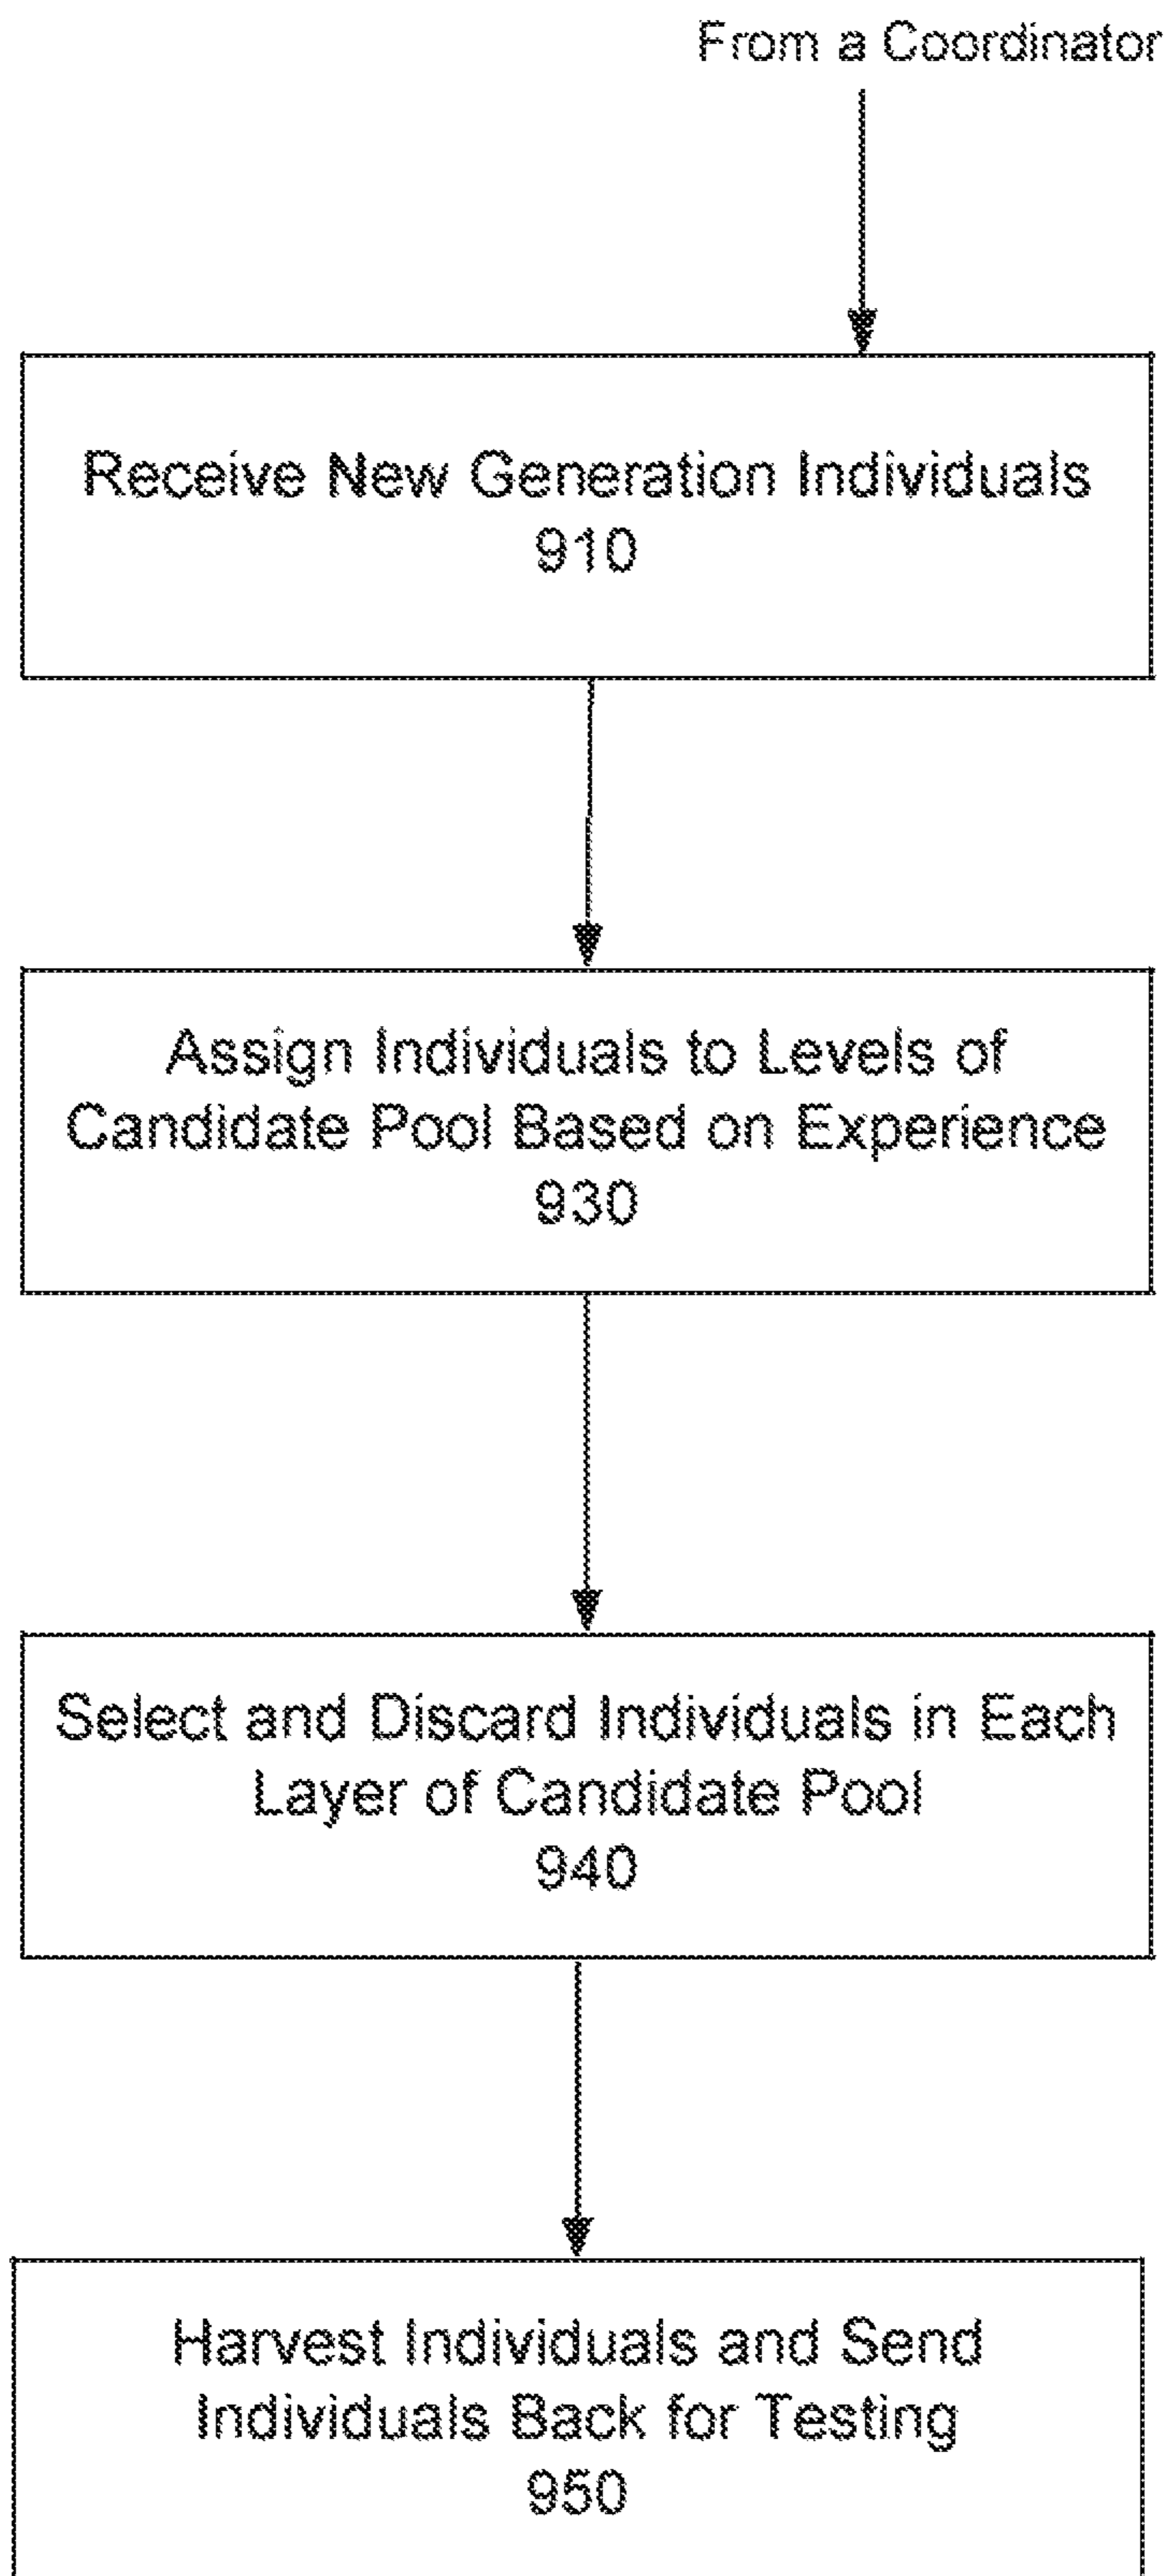 From a Coordinator
Receive New Generation Individuals
910
Assign Individuals to Levels of
Candidate Pool Based on Experience
930
Select and Discard Individuals in Each
Layer of Candidate Pool
940
Harvest Individuals and Send
Individuals Back for Testing
950